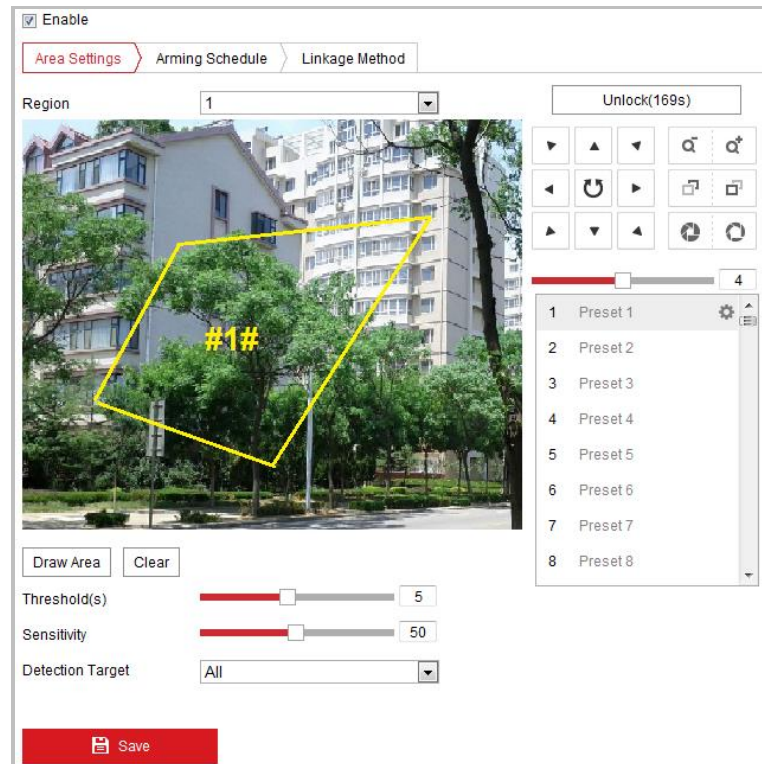 Enable
Area Settings Arming Schedule Linkage Method
Region 1 Unlock(169s)
#1#
4
1 Preset 1
2 Preset 2
3 Preset 3
4 Preset 4
5 Preset 5
6 Preset 6
7 Preset 7
8 Preset 8
Draw Area Clear
Threshold(s) 5
Sensitivity 50
Detection Target All
Save